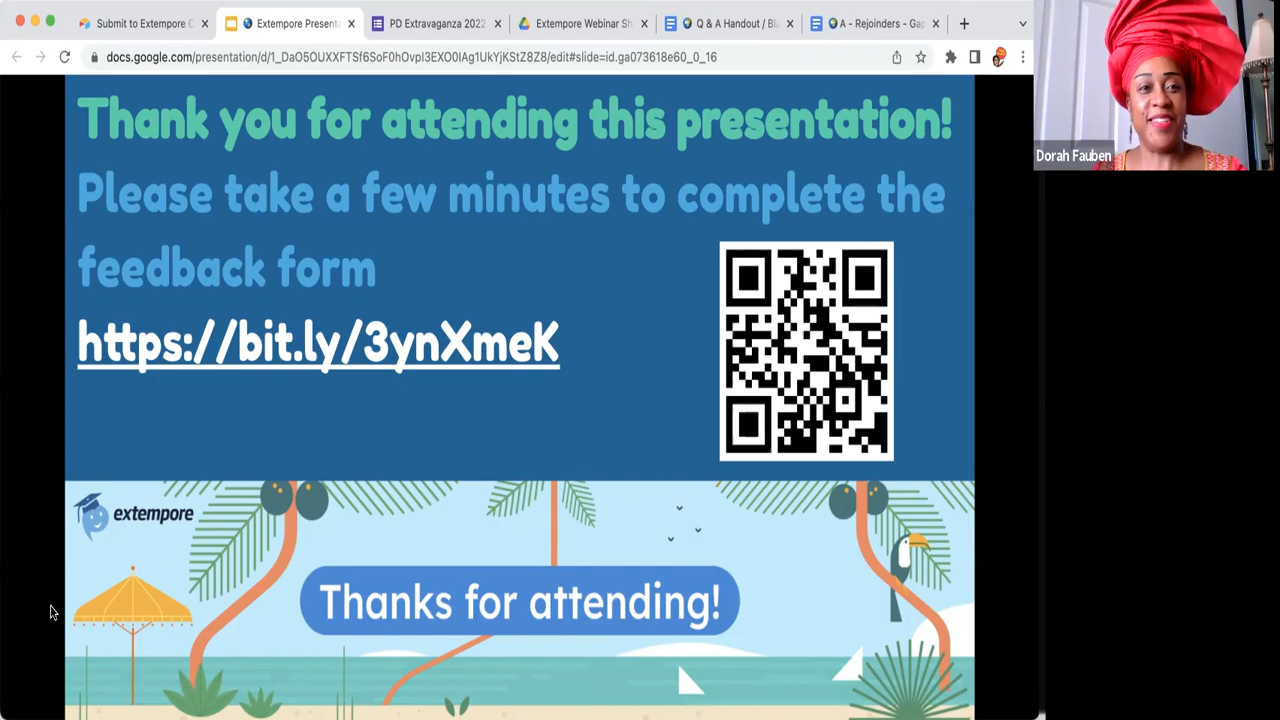 Submit to Extempore C
Extempore Presenta
PD Extravaganza 2022
Extempore Webinar Sh
Q & A Handout / Bla
A - Rejoinders - Gap
docs.google.com/presentation/d/1_DaO5OUXXFTSf6SoF0hOvpI3EXO0IAg1UkYjKStZ8Z8/edit#slide=id.ga073618e60_0_16
Dorah Fauben
Thank you for attending this presentation!
Please take a few minutes to complete the
feedback form
https://bit.ly/3ynXmeK
extempore
Thanks for attending!